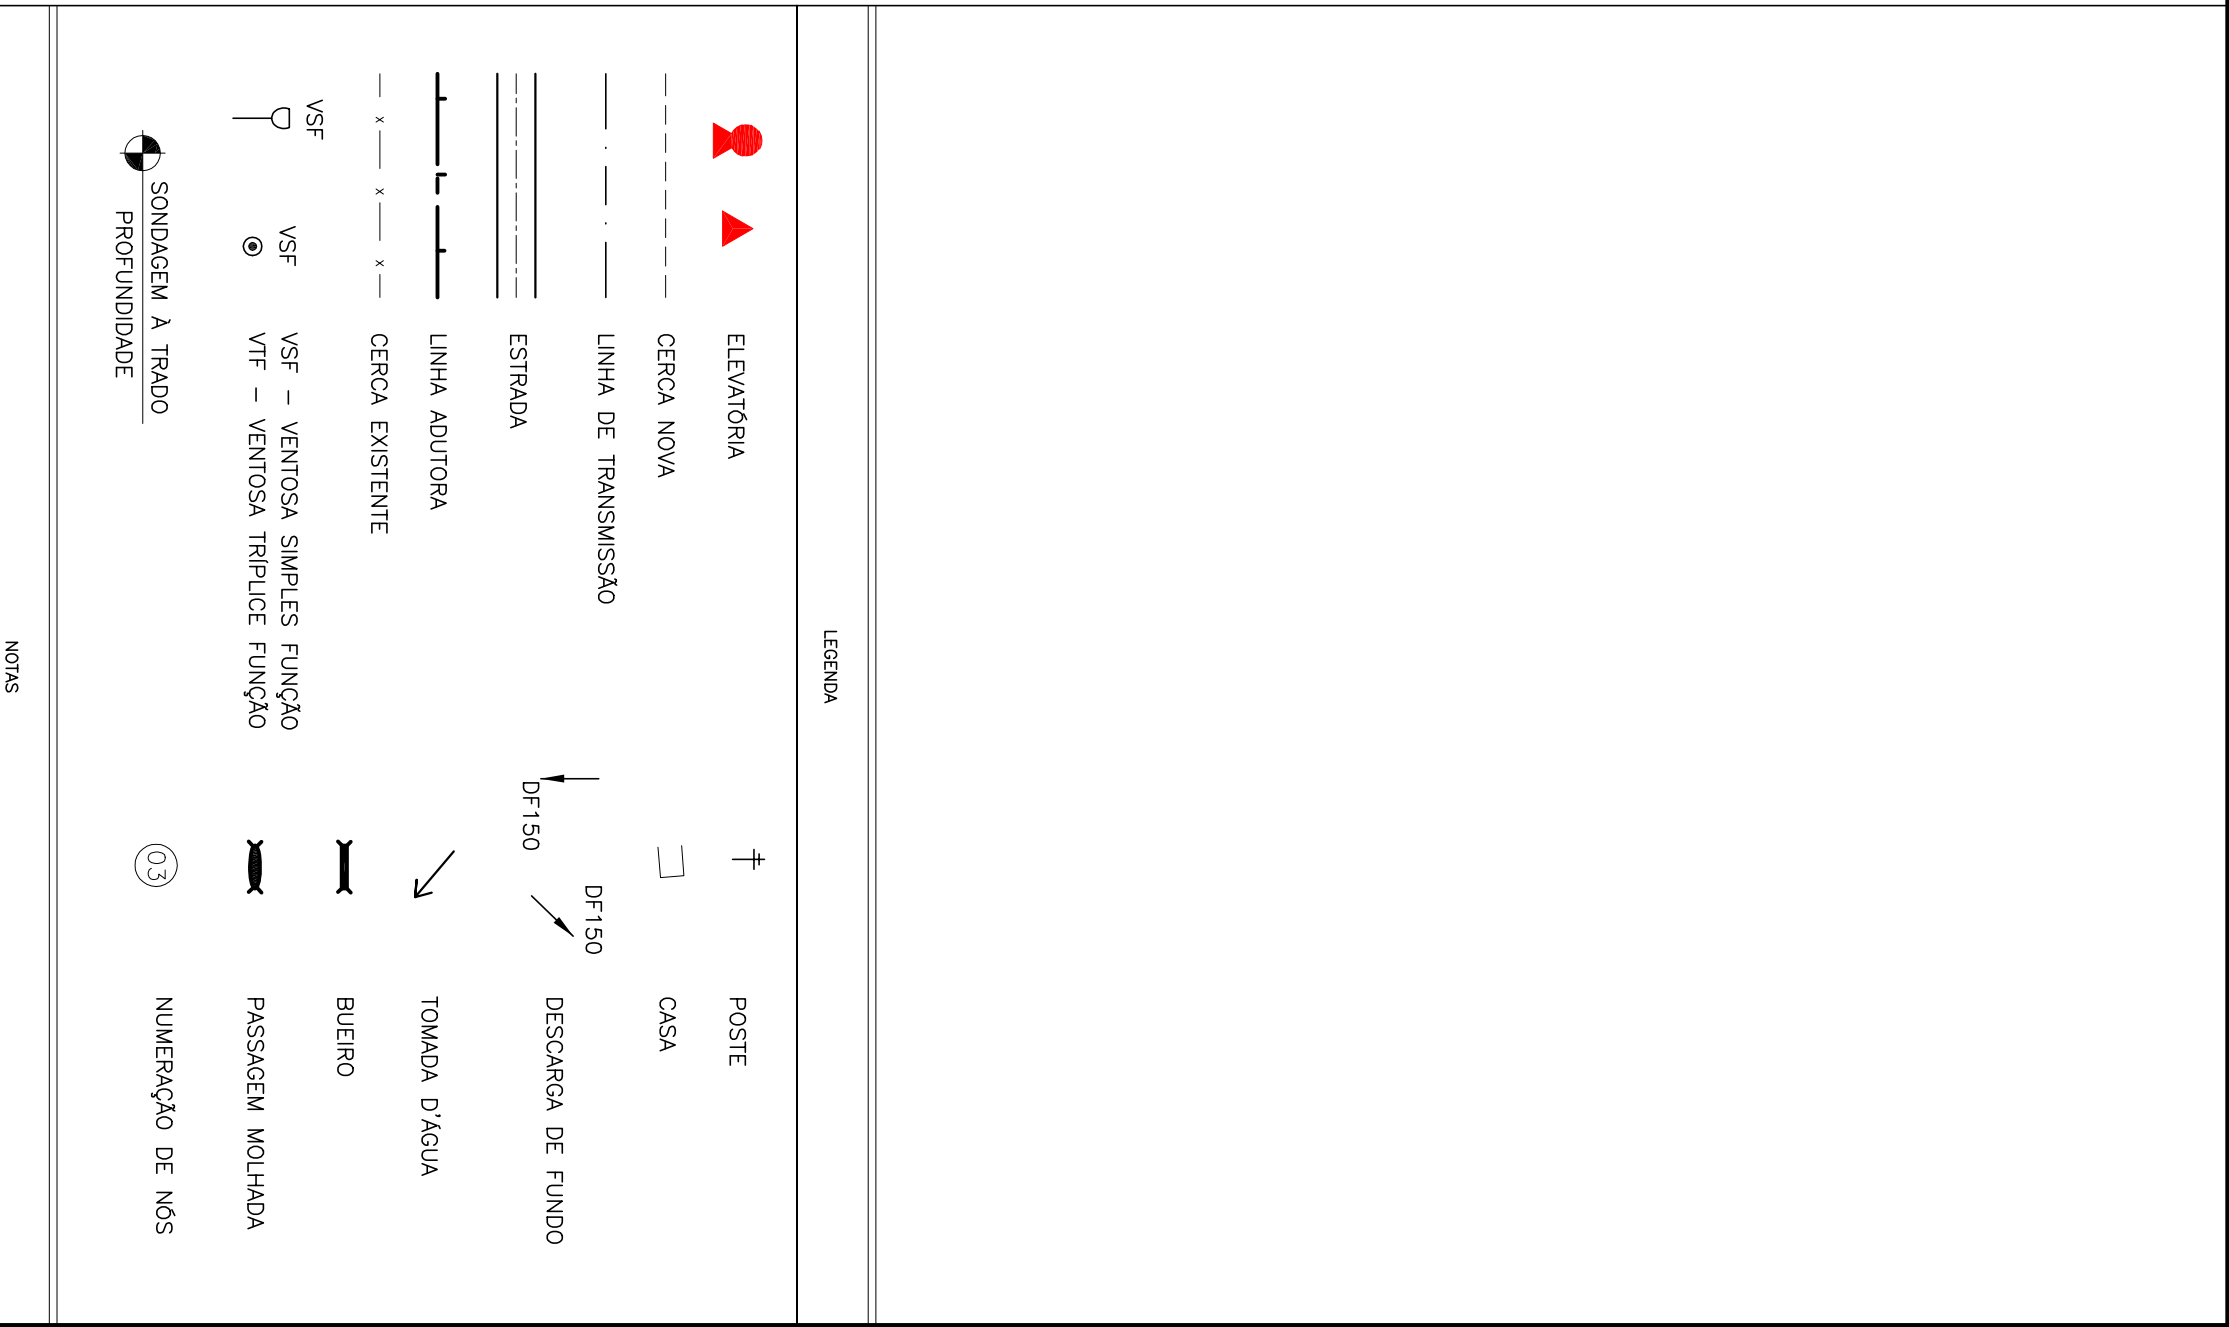 LEGENDA
ELEVATÓRIA
CERCA NOVA
LINHA DE TRANSMISSÃO
ESTRADA
LINHA ADUTORA
CERCA EXISTENTE
VSF
VSF
VSF – VENTOSA SIMPLES FUNÇÃO
VTF – VENTOSA TRÍPLICE FUNÇÃO
SONDAGEM À TRADO
PROFUNDIDADE
POSTE
CASA
DF150
DF150
DESCARGA DE FUNDO
TOMADA D'ÁGUA
BUEIRO
PASSAGEM MOLHADA
03
NUMERAÇÃO DE NÓS
NOTAS